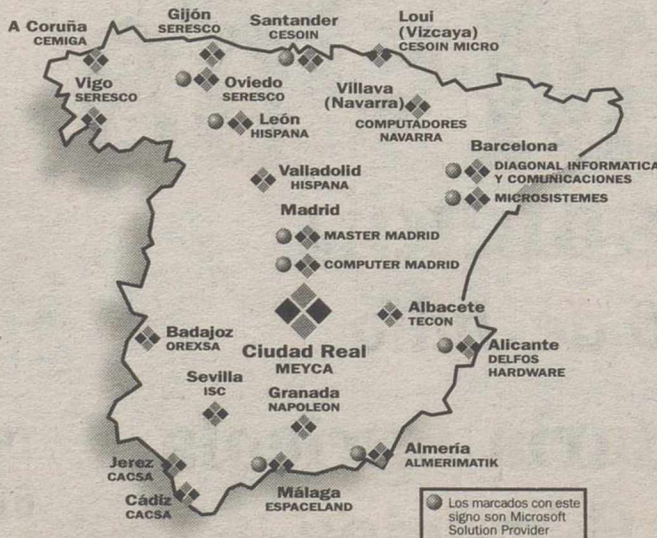 A Coruña
CEMIGA
Gijón
SERESCO
Santander
CESOIN
Loui
(Vizcaya)
CESOIN MICRO
Vigo
SERESCO
Oviedo
SERESCO
León
HISPANA
Villava
(Navarra)
COMPUTADORES
NAVARRA
Barcelona
DIAGONAL INFORMATICA
Y COMUNICACIONES
MICROSISTEMES
Valladolid
HISPANA
Madrid
MASTER MADRID
COMPUTER MADRID
Albacete
TECON
Badajoz
OREXSA
Ciudad Real
MEYCA
Alicante
DELFOS
HARDWARE
Sevilla
ISC
Granada
NAPOLEON
Jerez
CACSA
Cádiz
CACSA
Málaga
ESPACELAND
Almería
ALMERIMATIK
Los marcados con este
signo son Microsoft
Solution Provider